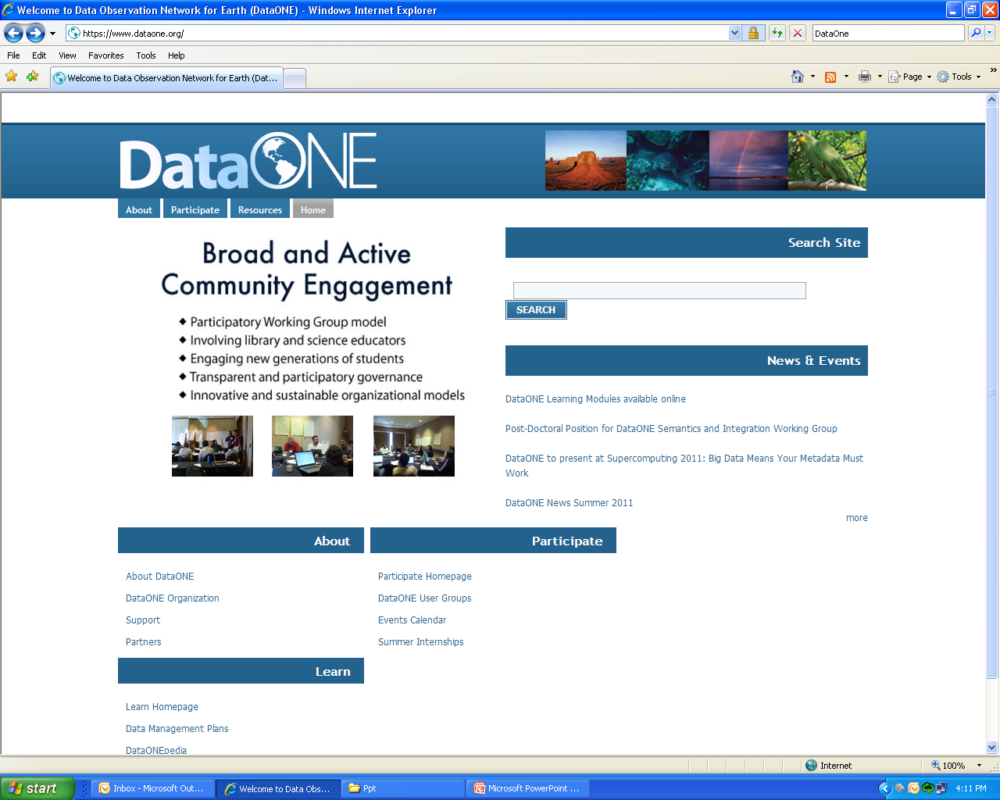 Welcome to Data Observation Network for Earth (DataONE) - Windows Internet Explorer
https://www.dataone.org/
DataOne
File Edit View Favorites Tools Help
Welcome to Data Observation Network for Earth (Dat...
Page Tools
DataONE
About Participate Resources Home
Broad and Active
Community Engagement
◆ Participatory Working Group model
◆ Involving library and science educators
◆ Engaging new generations of students
◆ Transparent and participatory governance
◆ Innovative and sustainable organizational models
Search Site
SEARCH
News & Events
DataONE Learning Modules available online
Post-Doctoral Position for DataONE Semantics and Integration Working Group
DataONE to present at Supercomputing 2011: Big Data Means Your Metadata Must
Work
DataONE News Summer 2011
more
About
About DataONE
DataONE Organization
Support
Partners
Participate
Participate Homepage
DataONE User Groups
Events Calendar
Summer Internships
Learn
Learn Homepage
Data Management Plans
DataONEpedia
Internet
100%
start
Inbox - Microsoft Out...
Welcome to Data Obs...
Ppt
Microsoft PowerPoint ...
4:11 PM